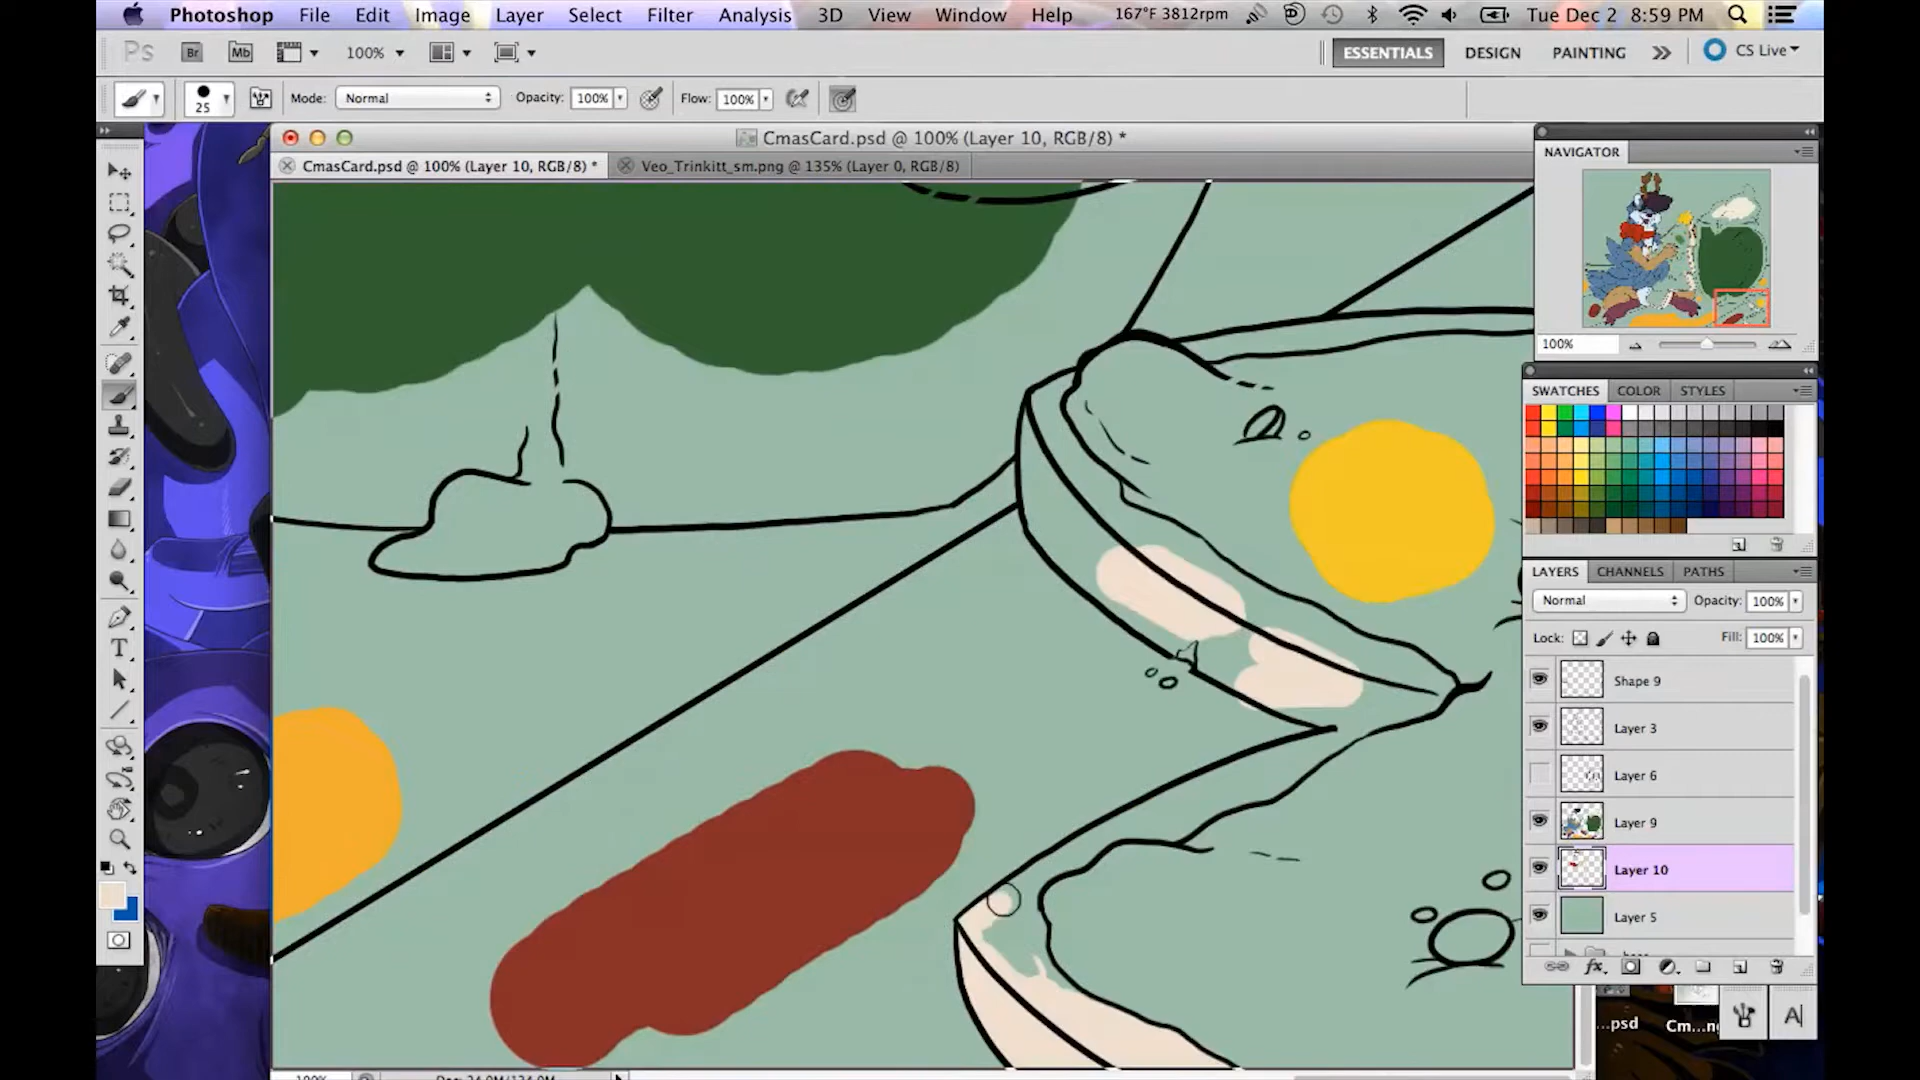 Photoshop File Edit Image Layer Select Filter Analysis 3D View Window Help 167°F 3812rpm Tue Dec 2 8:59 PM
Ps Br Mb 100% ESSENTIALS DESIGN PAINTING CS Live
25 Mode: Normal Opacity: 100% Flow: 100%
CmasCard.psd @ 100% (Layer 10, RGB/8) *
CmasCard.psd @ 100% (Layer 10, RGB/8) * Veo_Trinkitt_sm.png @ 135% (Layer 0, RGB/8)
NAVIGATOR
100%
SWATCHES COLOR STYLES
LAYERS CHANNELS PATHS
Normal Opacity: 100%
Lock: Fill: 100%
Shape 9
Layer 3
Layer 6
Layer 9
Layer 10
Layer 5
fx
...psd Cm...ng
A
T